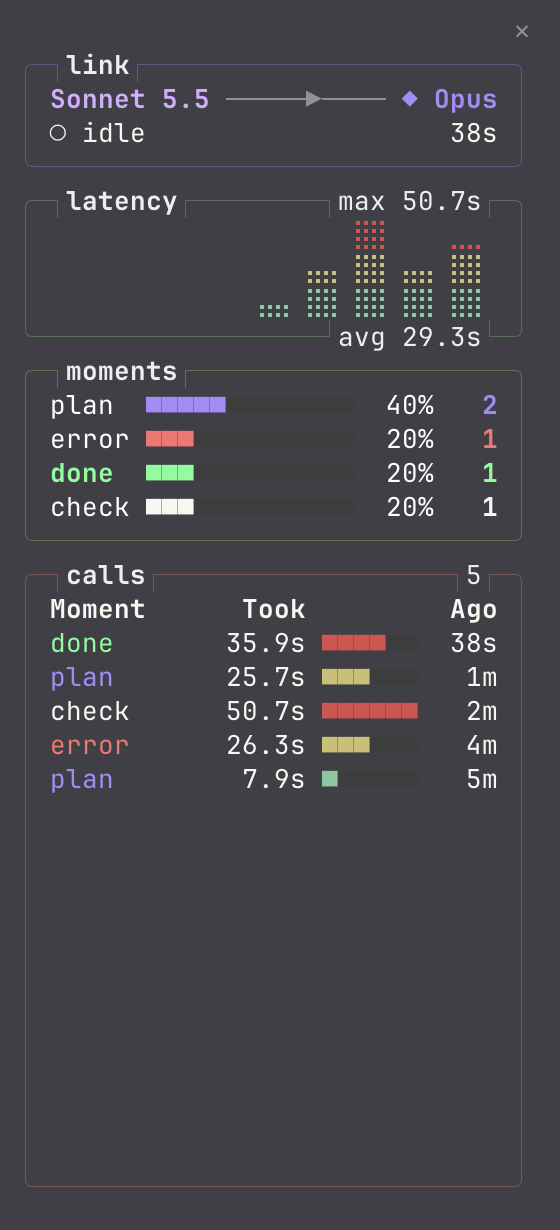 ×
link
Sonnet 5.5 Opus
idle 38s
latency max 50.7s
avg 29.3s
moments
plan 40% 2
error 20% 1
done 20% 1
check 20% 1
calls 5
Moment Took Ago
done 35.9s 38s
plan 25.7s 1m
check 50.7s 2m
error 26.3s 4m
plan 7.9s 5m